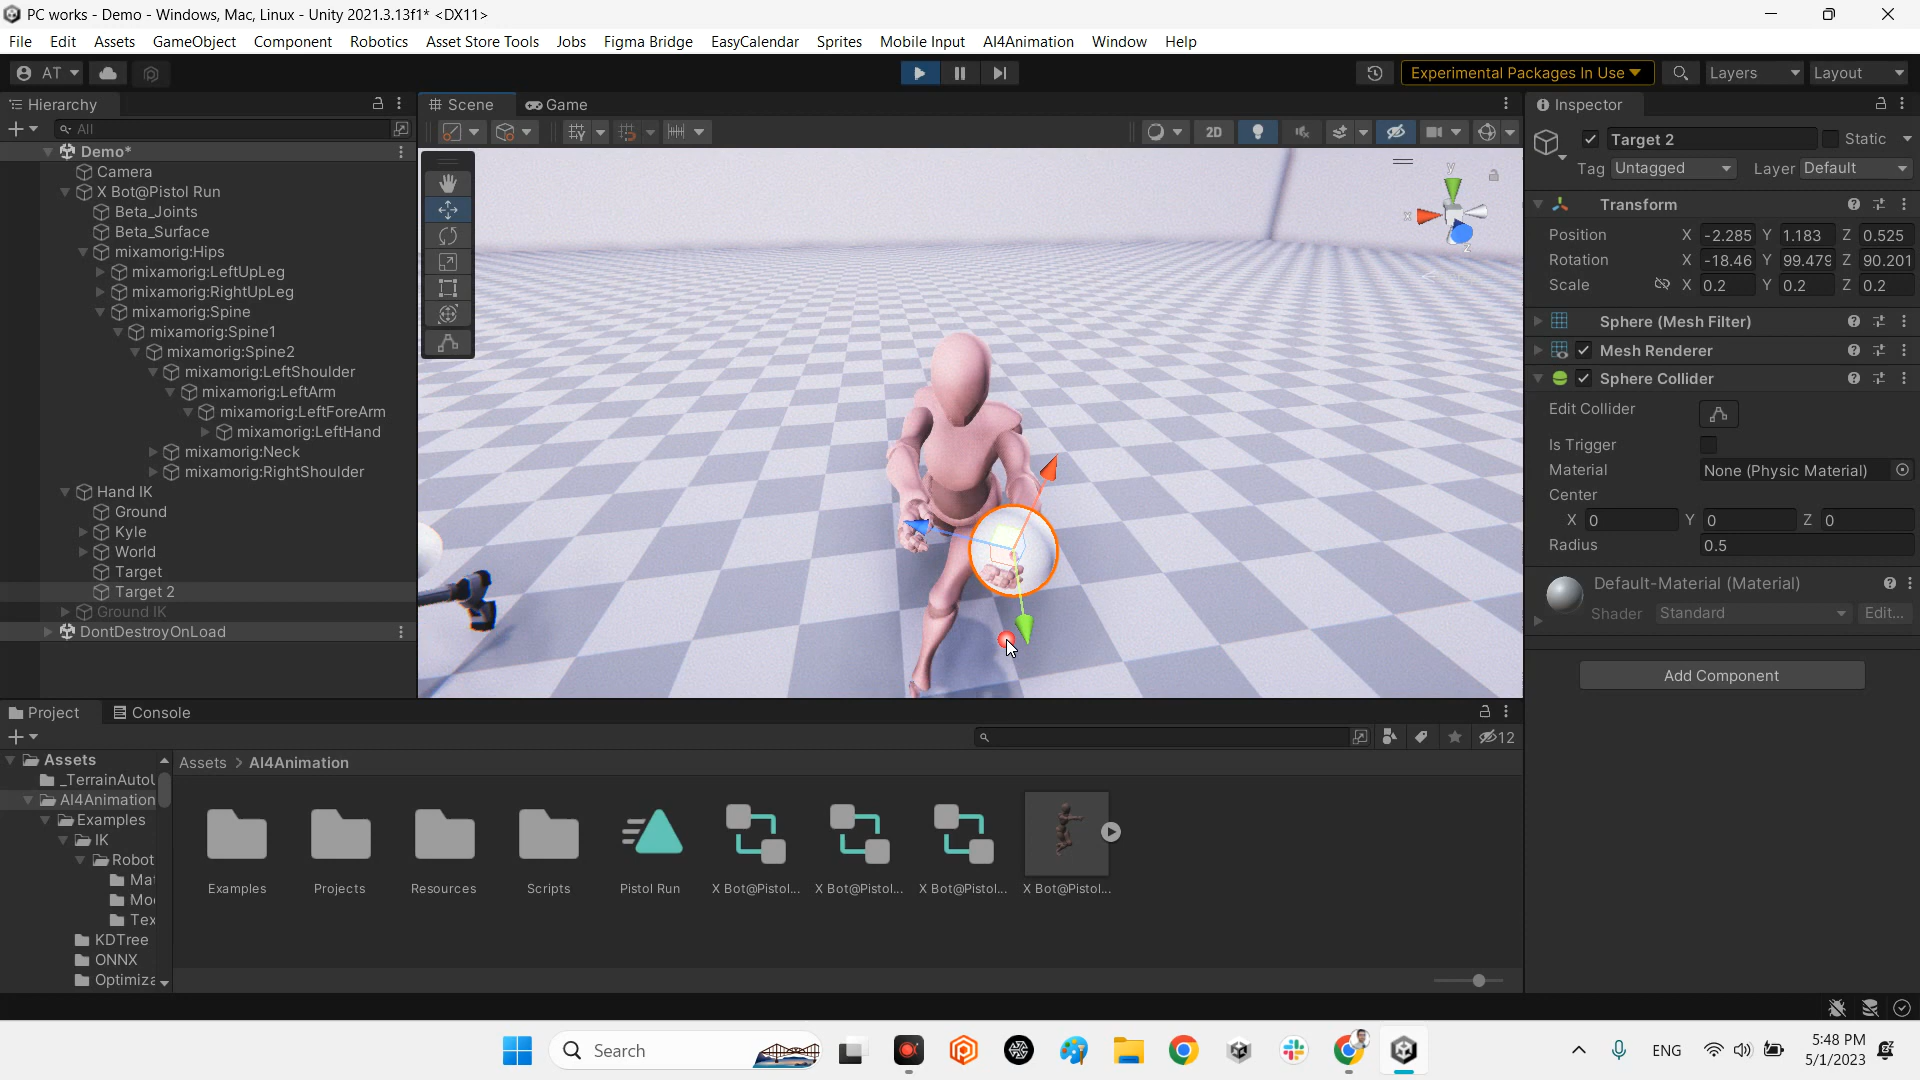 PC works - Demo - Windows, Mac, Linux - Unity 2021.3.13f1* <DX11>
File Edit Assets GameObject Component Robotics Asset Store Tools Jobs Figma Bridge EasyCalendar Sprites Mobile Input AI4Animation Window Help
AT Experimental Packages In Use Layers Layout
Hierarchy
All
Demo*
Camera
X Bot@Pistol Run
Beta_Joints
Beta_Surface
mixamorig:Hips
mixamorig:LeftUpLeg
mixamorig:RightUpLeg
mixamorig:Spine
mixamorig:Spine1
mixamorig:Spine2
mixamorig:LeftShoulder
mixamorig:LeftArm
mixamorig:LeftForeArm
mixamorig:LeftHand
mixamorig:Neck
mixamorig:RightShoulder
Hand IK
Ground
Kyle
World
Target
Target 2
Ground IK
DontDestroyOnLoad
Scene Game
2D
y
x
z
Inspector
Target 2 Static
Tag Untagged Layer Default
Transform
Position X -2.285 Y 1.183 Z 0.525
Rotation X -18.46 Y 99.479 Z 90.201
Scale X 0.2 Y 0.2 Z 0.2
Sphere (Mesh Filter)
Mesh Renderer
Sphere Collider
Edit Collider
Is Trigger
Material None (Physic Material)
Center
X 0 Y 0 Z 0
Radius 0.5
Default-Material (Material)
Shader Standard Edit...
Add Component
Project Console
12
Assets
_TerrainAutoU
AI4Animation
Examples
IK
Robot
Mat
Mo
Tex
KDTree
ONNX
Optimiza
Assets > AI4Animation
Examples Projects Resources Scripts Pistol Run X Bot@Pistol... X Bot@Pistol... X Bot@Pistol... X Bot@Pistol...
Search
ENG
5:48 PM
5/1/2023